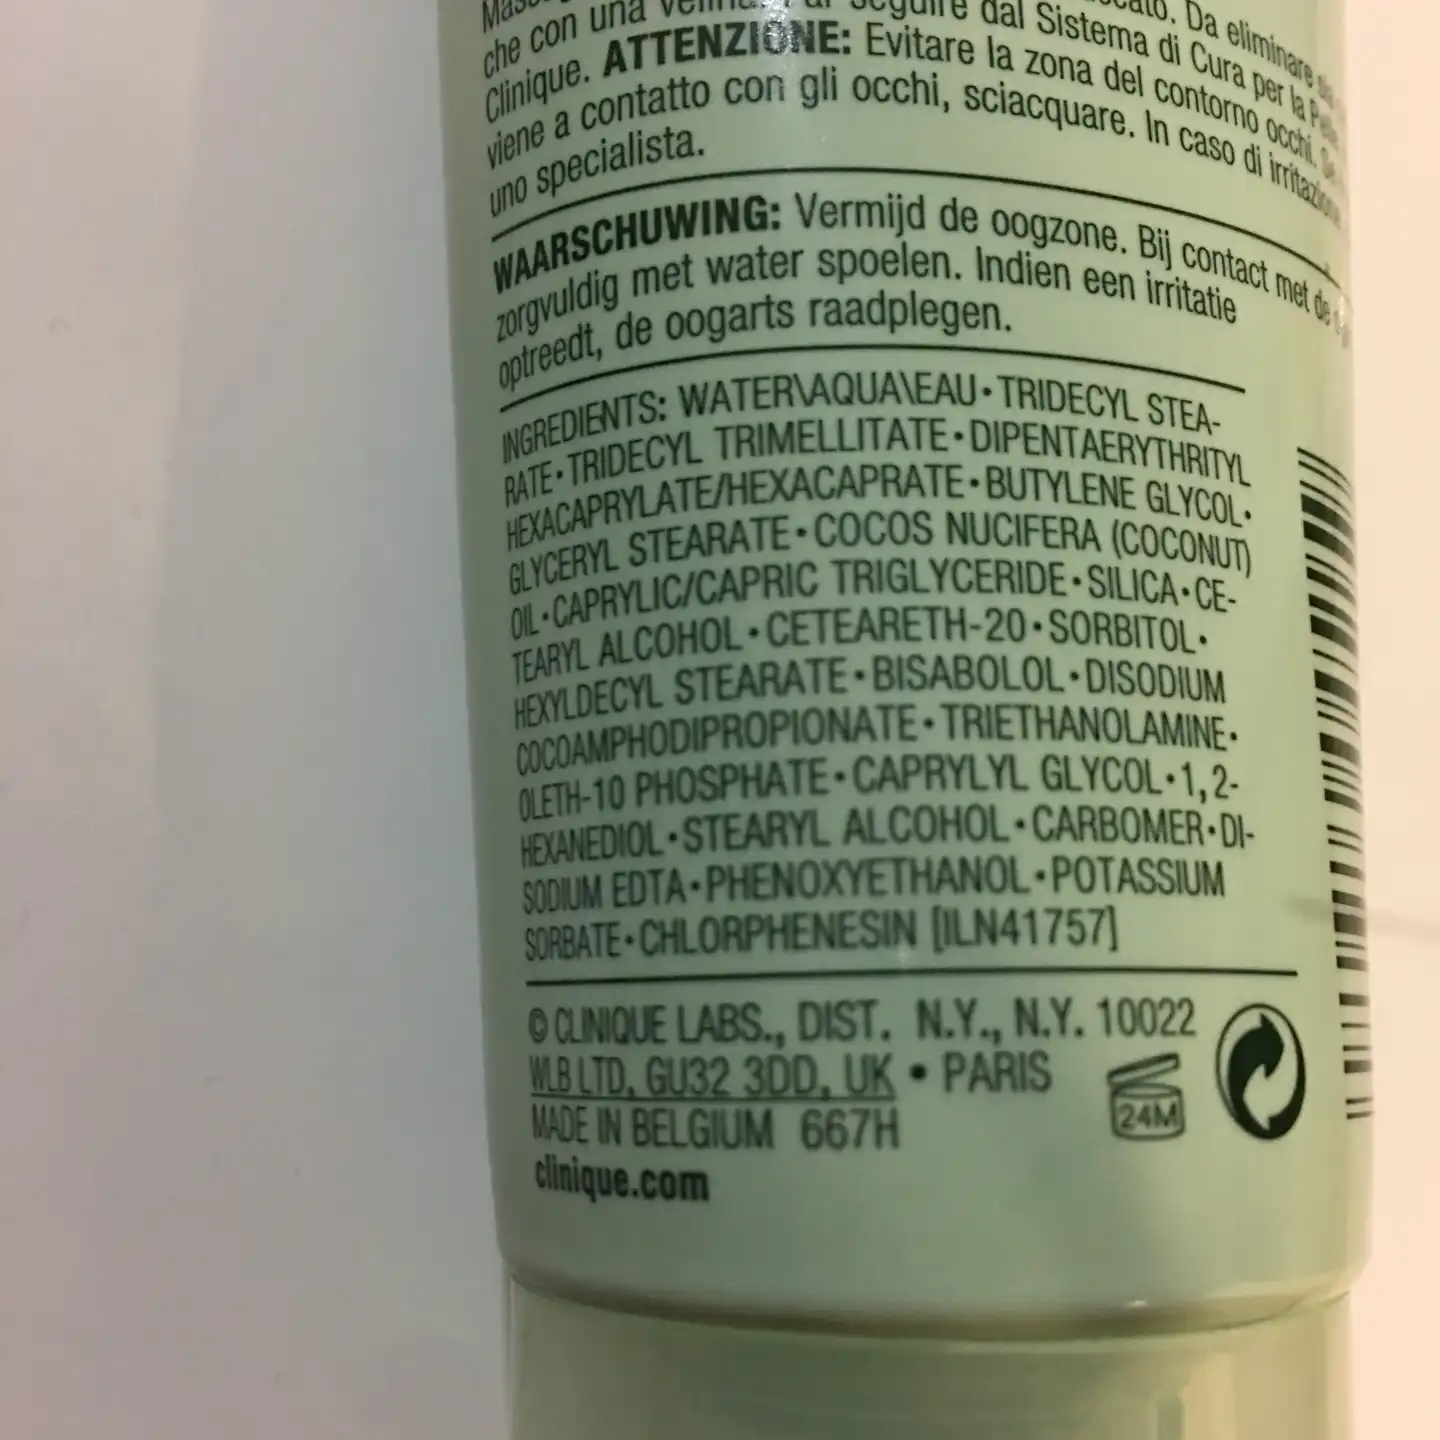 che con una velina. Far seguire dal Sistema di Cura per la
Clinique. ATTENZIONE: Evitare la zona del contorno occhi.
viene a contatto con gli occhi, sciacquare. In caso di irritazione
uno specialista.
WAARSCHUWING: Vermijd de oogzone. Bij contact met de
zorgvuldig met water spoelen. Indien een irritatie
optreedt, de oogarts raadplegen.
INGREDIENTS: WATER\AQUA\EAU • TRIDECYL STEA-
RATE • TRIDECYL TRIMELLITATE • DIPENTAERYTHRITYL
HEXACAPRYLATE/HEXACAPRATE • BUTYLENE GLYCOL •
GLYCERYL STEARATE • COCOS NUCIFERA (COCONUT)
OIL • CAPRYLIC/CAPRIC TRIGLYCERIDE • SILICA • CE-
TEARYL ALCOHOL • CETEARETH-20 • SORBITOL •
HEXYLDECYL STEARATE • BISABOLOL • DISODIUM
COCOAMPHODIPROPIONATE • TRIETHANOLAMINE •
OLETH-10 PHOSPHATE • CAPRYLYL GLYCOL • 1, 2-
HEXANEDIOL • STEARYL ALCOHOL • CARBOMER • DI-
SODIUM EDTA • PHENOXYETHANOL • POTASSIUM
SORBATE • CHLORPHENESIN [ILN41757]
© CLINIQUE LABS., DIST. N.Y., N.Y. 10022
WLB LTD, GU32 3DD, UK • PARIS
MADE IN BELGIUM 667H
24M
clinique.com